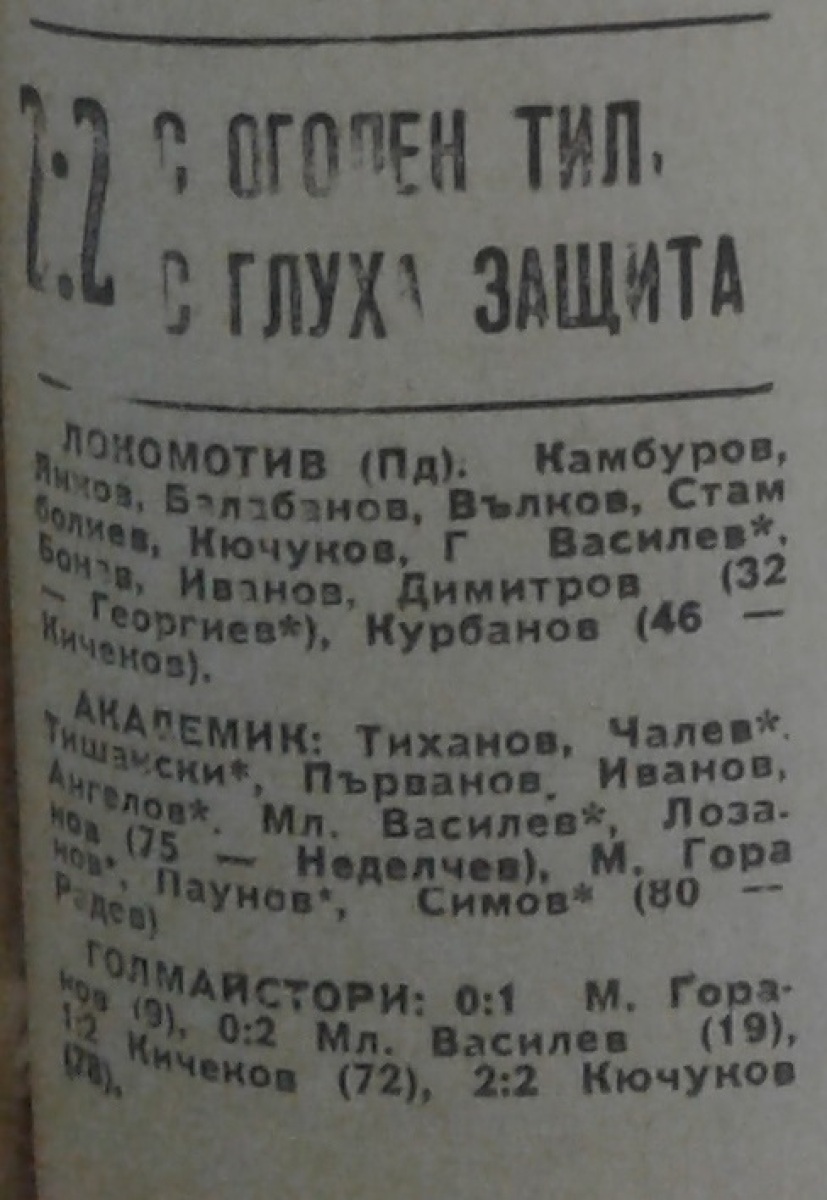 2:2 С ОГОЛЕН ТИЛ,
С ГЛУХА ЗАЩИТА
ЛОКОМОТИВ (Пд). Камбуров,
Янков, Балабанов, Вълков, Стам
болиев, Кючуков, Г Василев*,
Бонев, Иванов, Димитров (32
— Георгиев*), Курбанов (46 —
Кичеков).
АКАДЕМИК: Тиханов, Чалев*.
Тишански*, Първанов, Иванов,
Ангелов*. Мл. Василев*, Лоза-
нов (75 — Неделчев), М. Гора
нов*, Паунов*, Симов* (80 —
Радев)
ГОЛМАЙСТОРИ: 0:1 М. Гора-
нов (9), 0:2 Мл. Василев (19),
1:2 Кичеков (72), 2:2 Кючуков
(78).